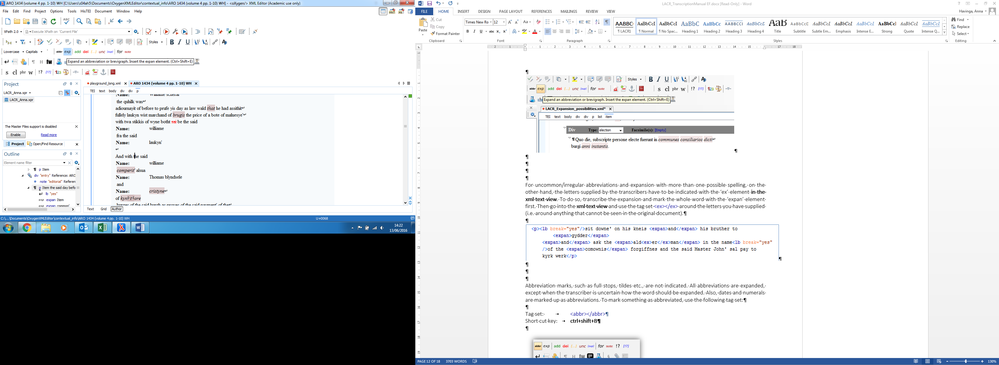 ARO 1434 (volume 4 pp. 1-10) WH [C:\Users\s04ah5\Documents\OxygenXMLEditor\contextual_info\ARO 1434 (volume 4 pp. 1-10) WH] - <oXygen/> XML Editor (Academic use only)
File Edit Find Project Options Tools HisTEI Document Window Help
XPath 2.0 Execute XPath on 'Current File'
Styles B I U
Lowercase Capitals abbr exp add del [...] unc [sup] for note
¶ H fw Expand an abbreviation or brevigraph. Insert the expan element. (Ctrl+Shift+E)
s cl phr w !? [!?] 123
Project
LACR_Anna.xpr
LACR_Anna.xpr
The Master Files support is disabled
Enable Read more
Project Open/Find Resource
Outline
Element name filter
¶ p Item
div "entry" Reference: ARO
note "editorial" Referen
¶ p Item the said day befo
lb "yes"
exp expan Item
exp expan common'
playground_long.xml ARO 1434 (volume 4 pp. 1-10) WH
TEI text body div div p
Name: Williame scherar
the quhilk was
adiournayit of before to prufe yis day as law wald that he had assithit
fullely laukyn wist marchand of brugis the price of a bote of maluesye'
with twa stikkis of wyne botht sai be the said
Name: williame
fra the said
Name: laukyn'
And with the said
Name: williame
comperit' alsua
Name: Thomas blyndsele
and
Name: cristyne
of kyn t ore
burges of the said burgh as proves of the said payment' of the
Text Grid Author
C:\...\Documents\OxygenXMLEditor\contextual_info\ARO 1434 (volume 4 pp. 1-10) WH U+0068
14:22
13/06/2016
LACR_TranscriptionManual EF.docx [Read-Only] - Word
FILE HOME INSERT DESIGN PAGE LAYOUT REFERENCES MAILINGS REVIEW VIEW Havinga, Anna
Paste Cut Copy Format Painter
Times New Ro 12
AaBbC AaBbCcI AaBbCcI AaBbC AaBbCc AABBCCI AaBbCcD AaB AaBbCcD AaBbCcI AaBbCcI AaBbCcI AaBbCcI AaBbCcI AaBbCcI
¶ LACR1 ¶ Normal ¶ No Spac... Heading 1 Heading 2 Heading 3 Heading 4 Title Subtitle Subtle Em... Emphasis Intense E... Strong Quote Intense Q...
Find Replace Select
Clipboard Font Paragraph Styles Editing
¶
Styles B I U
abbr exp add del [...] unc [sup] for note s cl phr w !? [!?] 123
Expand an abbreviation or brevigraph. Insert the expan element. (Ctrl+Shift+E)
LACR_Expansion_possibilities.xml*
TEI text body div div p list item
Div Type: election Facsimile(s): [Empty]
¶ Quo die, subscripte persone electe fuerunt in communes consiliarios dicti
burgi anni instantis.
¶
¶
¶
¶
¶
For uncommon/irregular abbreviations and expansion with more than one possible spelling, on the
other hand, the letters supplied by the transcribers have to be indicated with the 'ex' element in the
xml text view. To do so, transcribe the expansion and mark the whole word with the 'expan' element
first. Then go into the xml text view and use the tag set <ex></ex> around the letters you have supplied
(i.e. around anything that cannot be seen in the original document).¶
¶
<p><lb break="yes"/>sit downe' on his kneis <expan>and</expan> his bruther to
<expan>gydder</expan>
<expan>and</expan> ask the <expan>ald<ex>er</ex>man</expan> in the name<lb break="yes"
/>of the <expan>comownis</expan> forgiffnes and the said Master John' sal pay to
kyrk werk</p>
¶
¶
¶
¶
Abbreviation marks, such as full stops, tildes etc., are not indicated. All abbreviations are expanded,
except when the transcriber is uncertain how the word should be expanded. Also, dates and numerals
are marked up as abbreviations. To mark something as abbreviated, use the following tag set:¶
¶
Tag set: → <abbr></abbr>¶
Short cut key: → ctrl+shift+B¶
¶
abbr exp add del [...] unc [sup] for note !? [!?]
¶ H fw §
PAGE 12 OF 18 3703 WORDS 130%